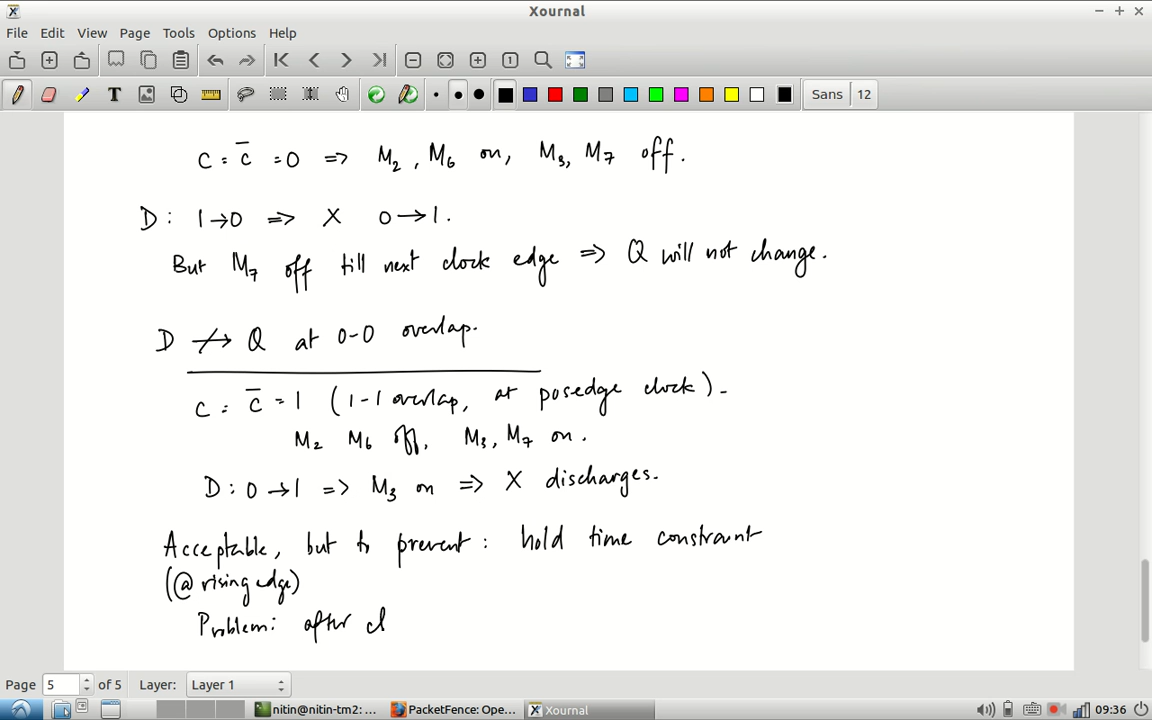 Xournal
File Edit View Page Tools Options Help
Sans 12
C = C̅ = 0 => M₂, M₆ on, M₃, M₇ off.
D: 1→0 => X 0→1.
But M₇ off till next clock edge => Q will not change.
D ↛ Q at 0-0 overlap.
C = C̅ = 1 (1-1 overlap, at posedge clock).
M₂ M₆ off, M₃, M₇ on.
D: 0→1 => M₃ on => X discharges.
Acceptable, but to prevent: hold time constraint
(@ rising edge)
Problem: after cl
Page 5 of 5 Layer: Layer 1
nitin@nitin-tm2: ... PacketFence: Ope... Xournal 09:36